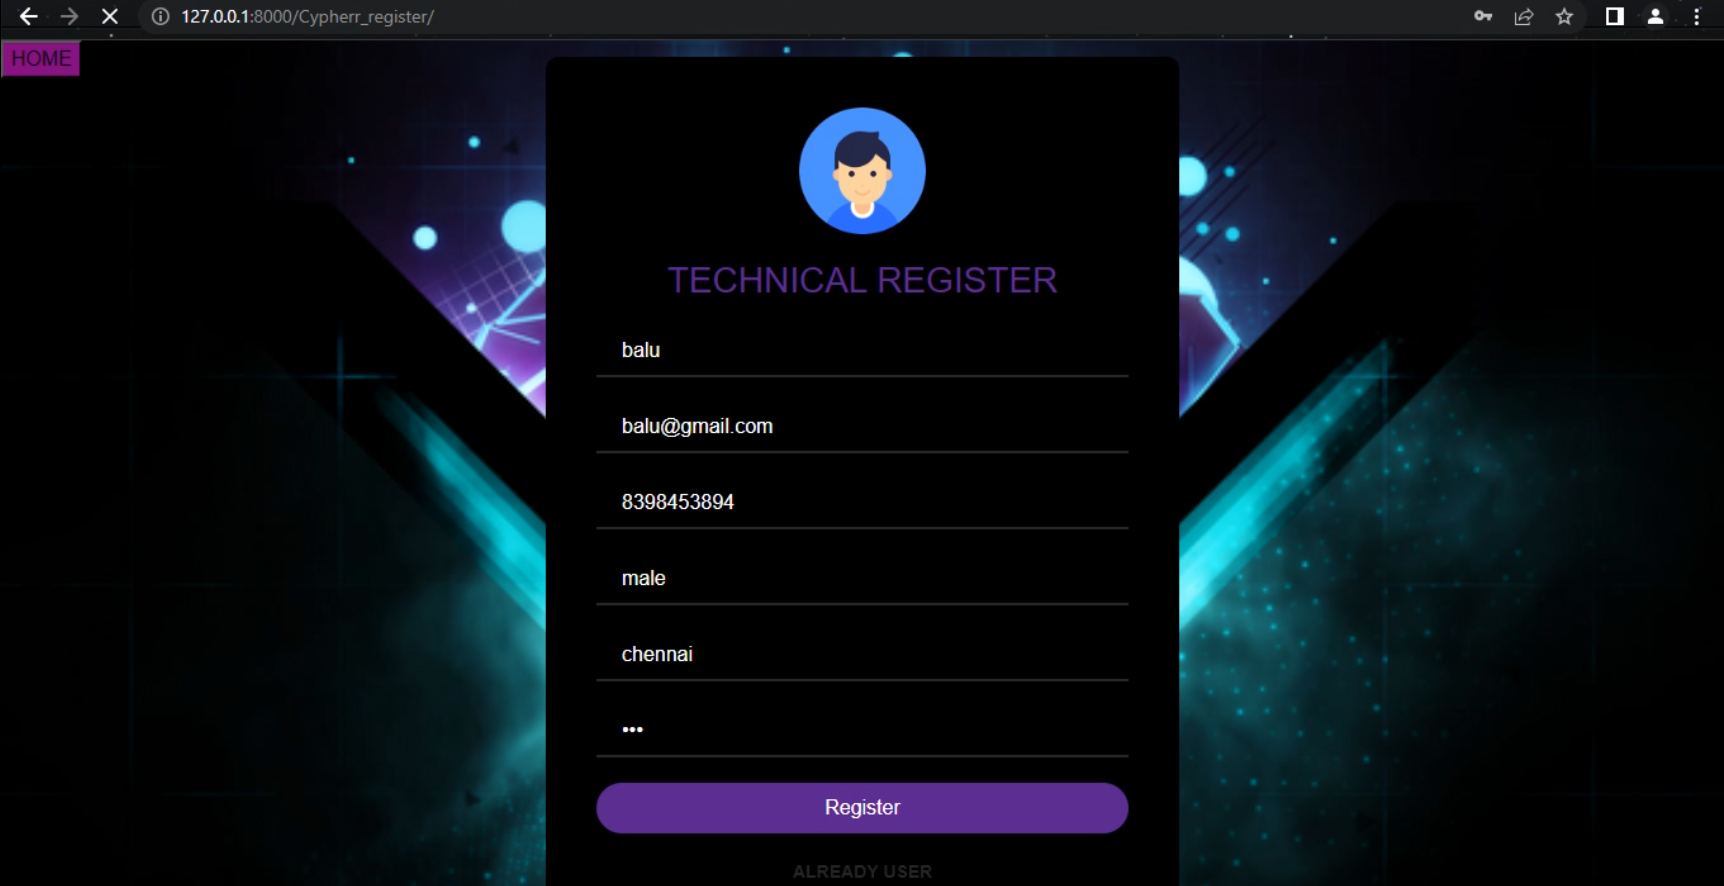 127.0.0.1:8000/Cypherr_register/
HOME
TECHNICAL REGISTER
balu
balu@gmail.com
8398453894
male
chennai
•••
Register
ALREADY USER